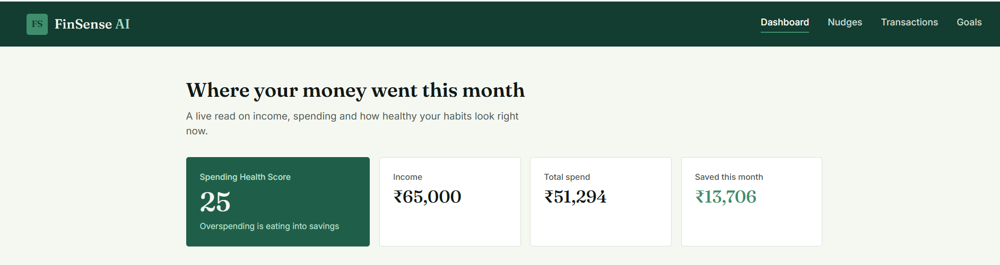 FS FinSense AI Dashboard Nudges Transactions Goals
Where your money went this month
A live read on income, spending and how healthy your habits look right
now.
Spending Health Score
25
Overspending is eating into savings
Income
₹65,000
Total spend
₹51,294
Saved this month
₹13,706